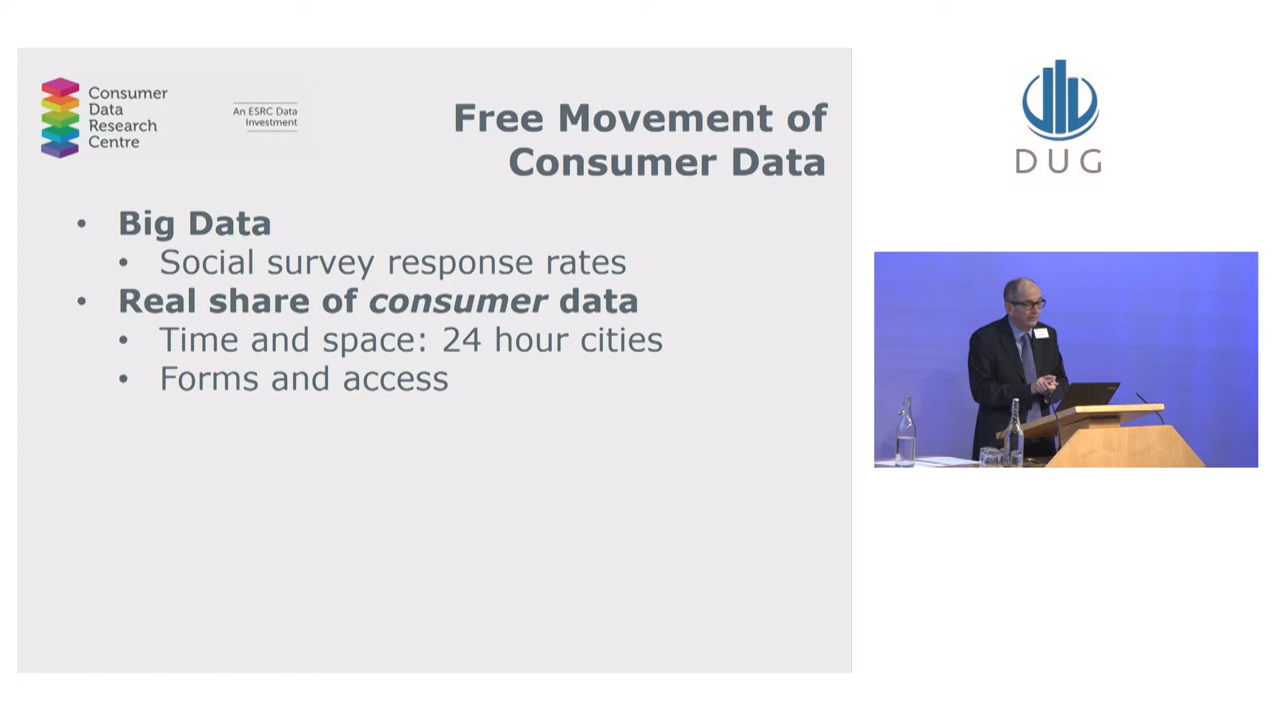 Consumer
Data
Research
Centre
An ESRC Data
Investment
Free Movement of
Consumer Data
• Big Data
• Social survey response rates
• Real share of consumer data
• Time and space: 24 hour cities
• Forms and access
DUG